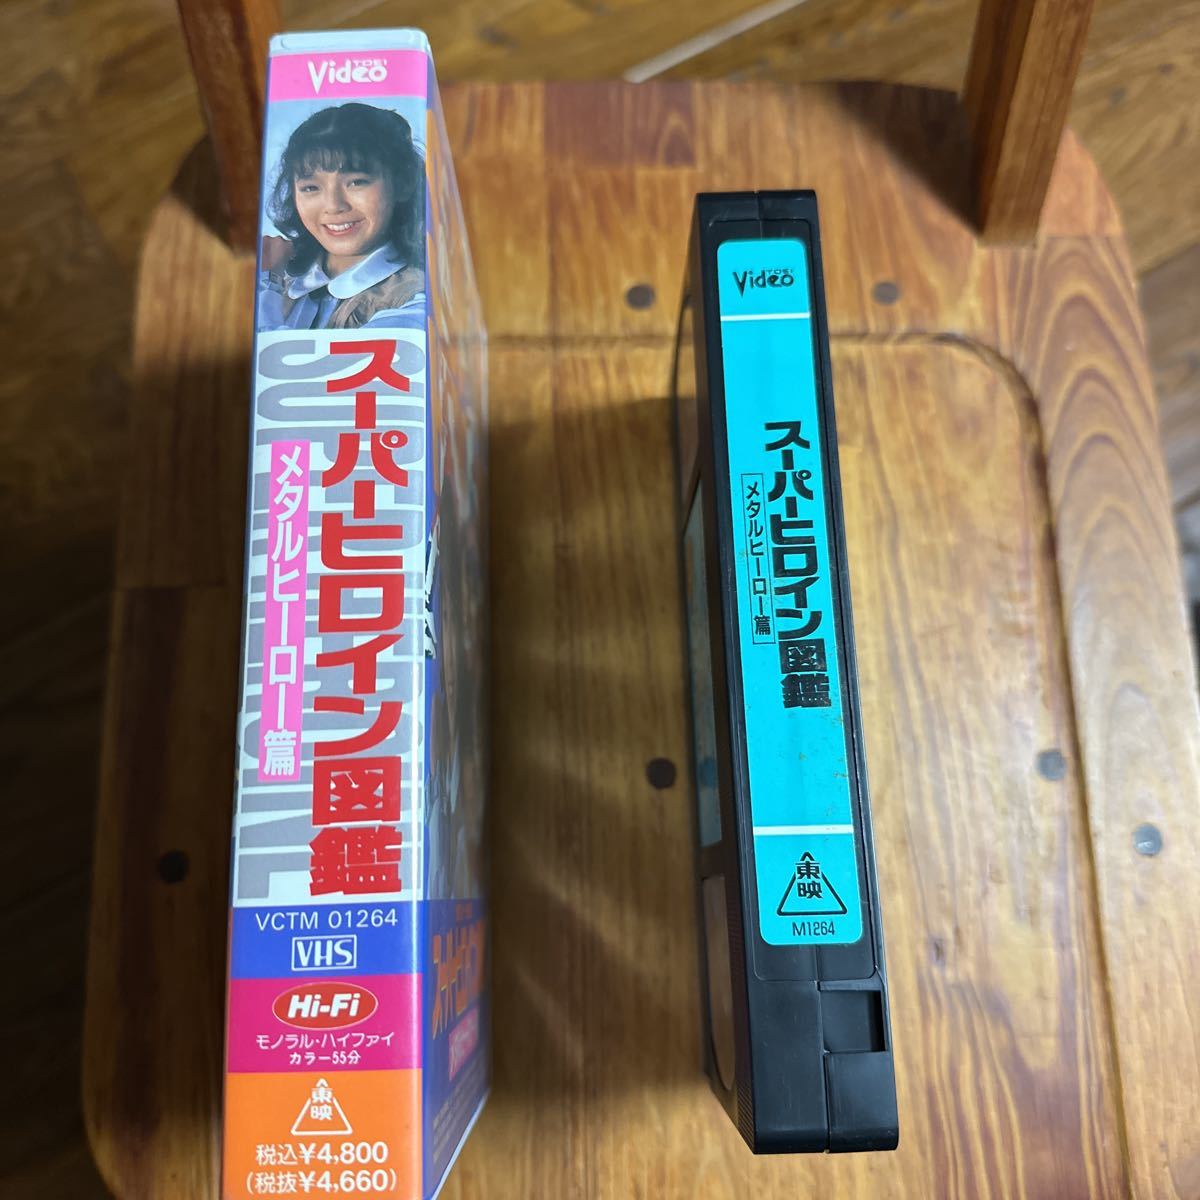 TOEI
Video
SUPER HEROINE
スーパーヒロイン図鑑
メタルヒーロー篇
VCTM 01264
VHS
Hi-Fi
モノラル・ハイファイ
カラー55分
東映
税込¥4,800
(税抜¥4,660)
TOEI
Video
スーパーヒロイン図鑑
メタルヒーロー篇
東映
M1264